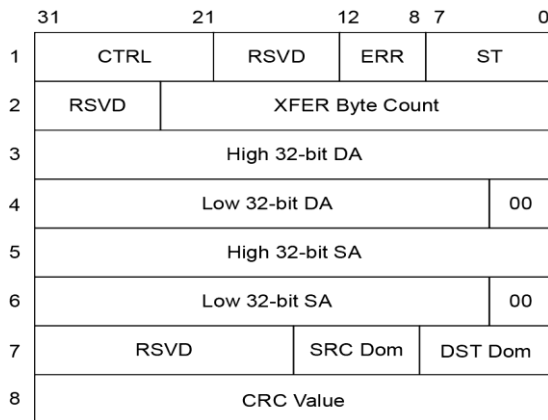 31 21 12 8 7 0
1 CTRL RSVD ERR ST
2 RSVD XFER Byte Count
3 High 32-bit DA
4 Low 32-bit DA 00
5 High 32-bit SA
6 Low 32-bit SA 00
7 RSVD SRC Dom DST Dom
8 CRC Value